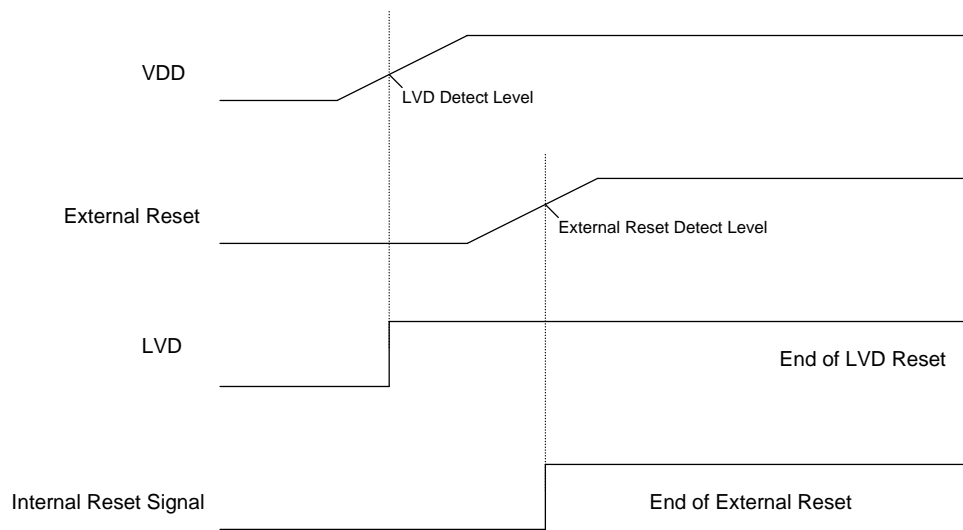 VDD
LVD Detect Level
External Reset
External Reset Detect Level
LVD
End of LVD Reset
Internal Reset Signal
End of External Reset